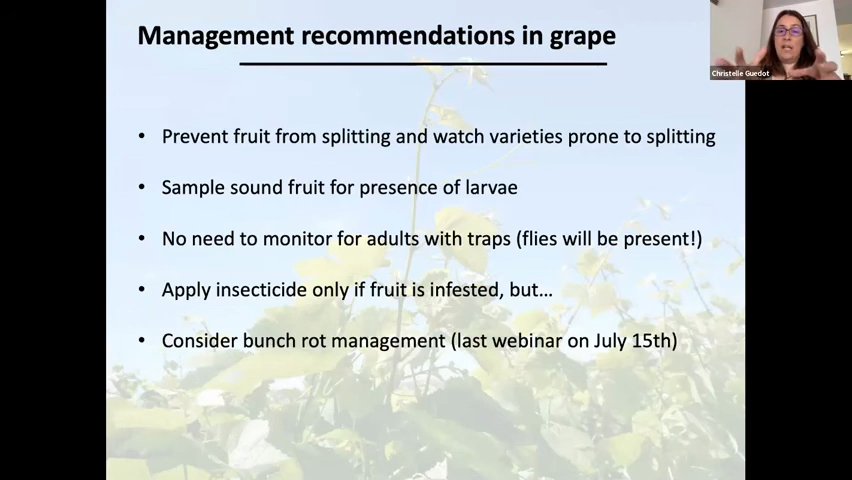 Management recommendations in grape
Christelle Guedot
• Prevent fruit from splitting and watch varieties prone to splitting
• Sample sound fruit for presence of larvae
• No need to monitor for adults with traps (flies will be present!)
• Apply insecticide only if fruit is infested, but…
• Consider bunch rot management (last webinar on July 15th)